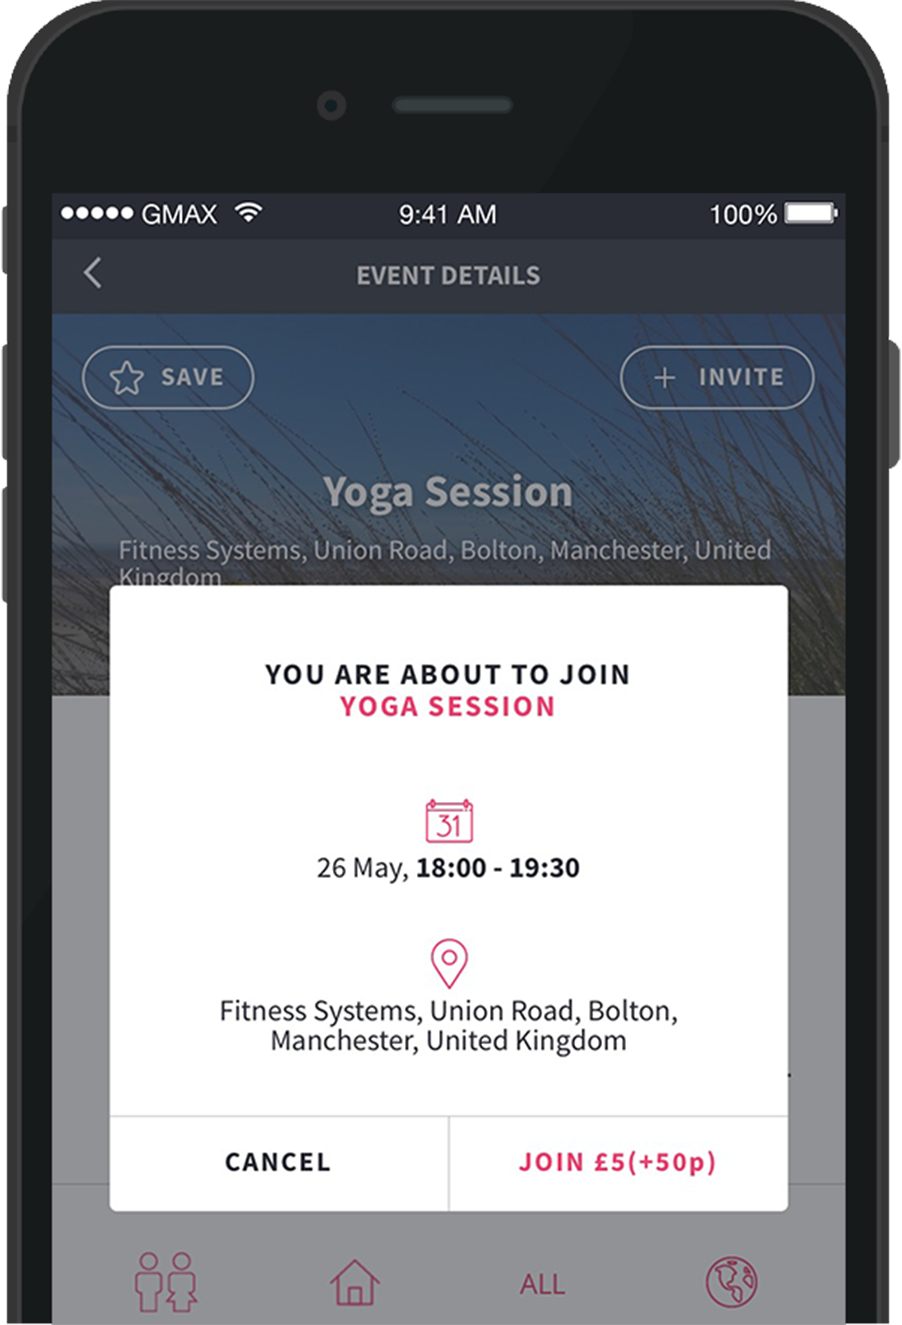 GMAX 9:41 AM 100%
EVENT DETAILS
SAVE + INVITE
Yoga Session
Fitness Systems, Union Road, Bolton, Manchester, United
Kingdom
YOU ARE ABOUT TO JOIN
YOGA SESSION
31
26 May, 18:00 - 19:30
Fitness Systems, Union Road, Bolton,
Manchester, United Kingdom
CANCEL JOIN £5(+50p)
ALL